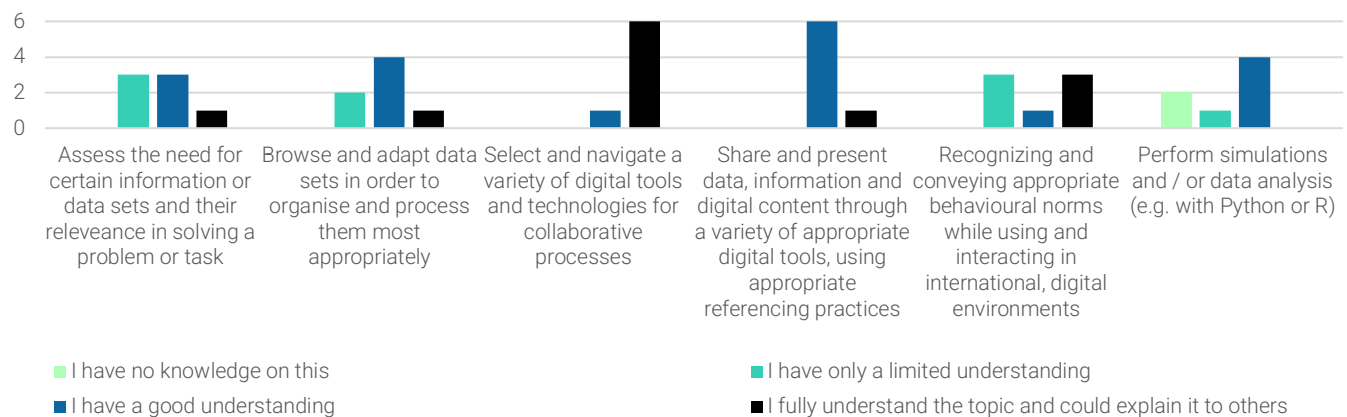 6
4
2
0
Assess the need for
certain information or
data sets and their
releveance in solving a
problem or task
Browse and adapt data
sets in order to
organise and process
them most
appropriately
Select and navigate a
variety of digital tools
and technologies for
collaborative
processes
Share and present
data, information and
digital content through
a variety of appropriate
digital tools, using
appropriate
referencing practices
Recognizing and
conveying appropriate
behavioural norms
while using and
interacting in
international, digital
environments
Perform simulations
and / or data analysis
(e.g. with Python or R)
I have no knowledge on this
I have only a limited understanding
I have a good understanding
I fully understand the topic and could explain it to others